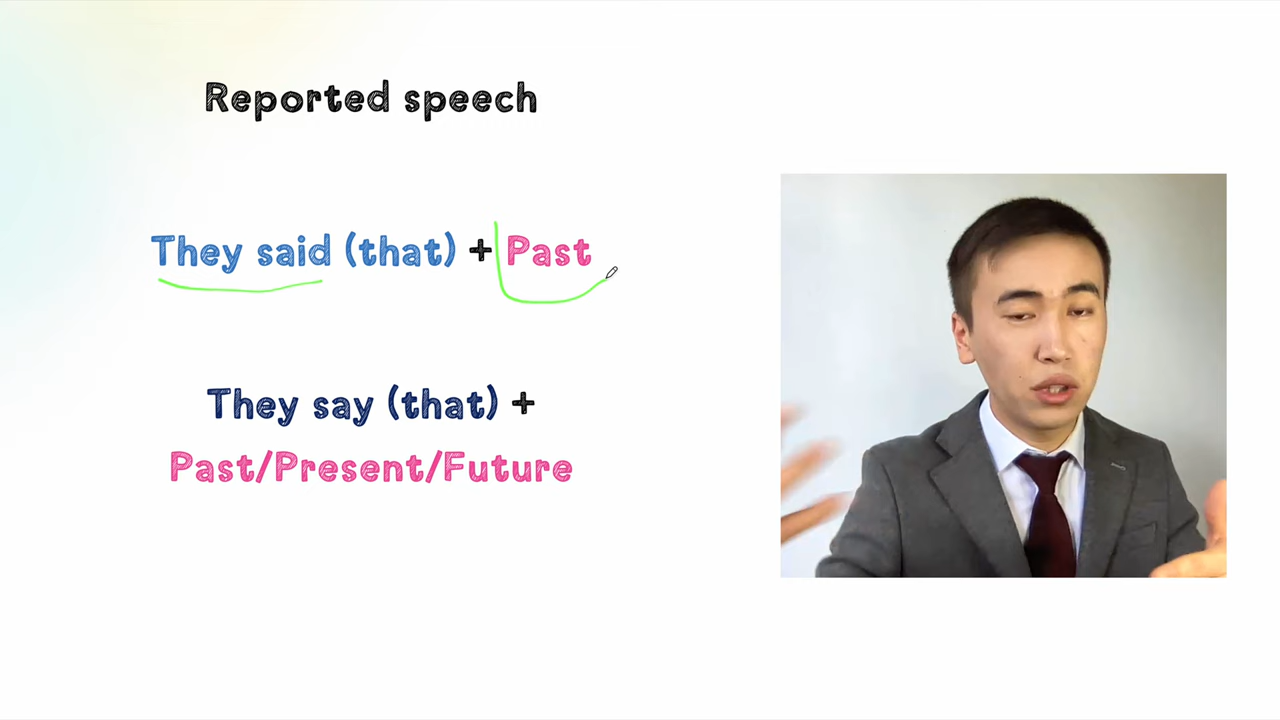 Reported speech
They said (that) + Past
They say (that) +
Past/Present/Future